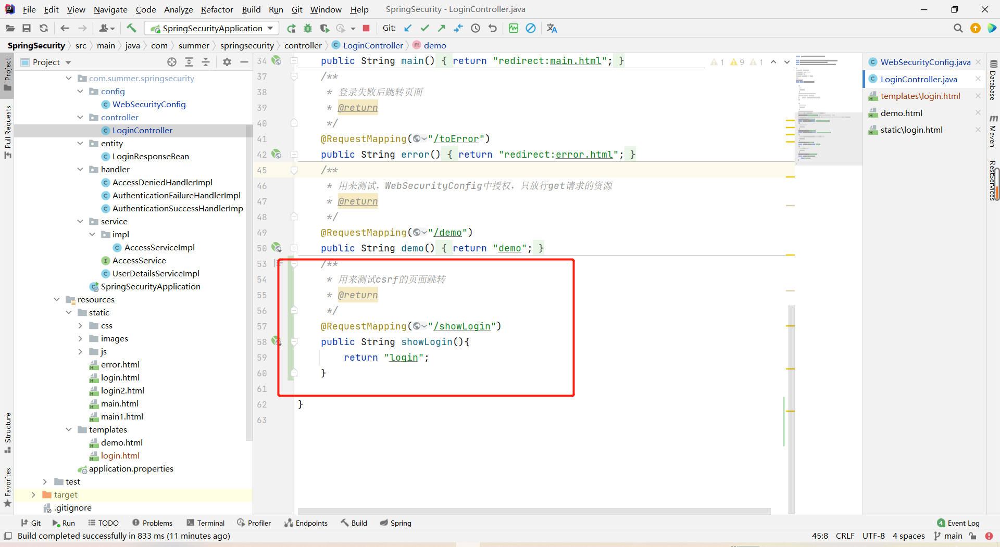 File Edit View Navigate Code Analyze Refactor Build Run Git Window Help SpringSecurity - LoginController.java
SpringSecurityApplication Git:
SpringSecurity src main java com summer springsecurity controller LoginController demo
Project
com.summer.springsecurity
config
WebSecurityConfig
controller
LoginController
entity
LoginResponseBean
handler
AccessDeniedHandlerImpl
AuthenticationFailureHandlerImpl
AuthenticationSuccessHandlerImp
service
impl
AccessServiceImpl
AccessService
UserDetailsServiceImpl
SpringSecurityApplication
resources
static
css
images
js
error.html
login.html
login2.html
main.html
main1.html
templates
demo.html
login.html
application.properties
test
target
.gitignore
Project
Pull Requests
Structure
Favorites
34 public String main() { return "redirect:main.html"; }
37 /**
38 * 登录失败后跳转页面
39 * @return
40 */
41 @RequestMapping("/toError")
42 public String error() { return "redirect:error.html"; }
45 /**
46 * 用来测试，WebSecurityConfig中授权，只放行get请求的资源
47 * @return
48 */
49 @RequestMapping("/demo")
50 public String demo() { return "demo"; }
53 /**
54 * 用来测试csrf的页面跳转
55 * @return
56 */
57 @RequestMapping("/showLogin")
58 public String showLogin(){
59 return "login";
60 }
61
62 }
63
1 9 1
WebSecurityConfig.java
LoginController.java
templates\login.html
demo.html
static\login.html
Database
Maven
RestServices
Git Run TODO Problems Terminal Profiler Endpoints Build Spring 4 Event Log
Build completed successfully in 833 ms (11 minutes ago) 45:8 CRLF UTF-8 4 spaces main